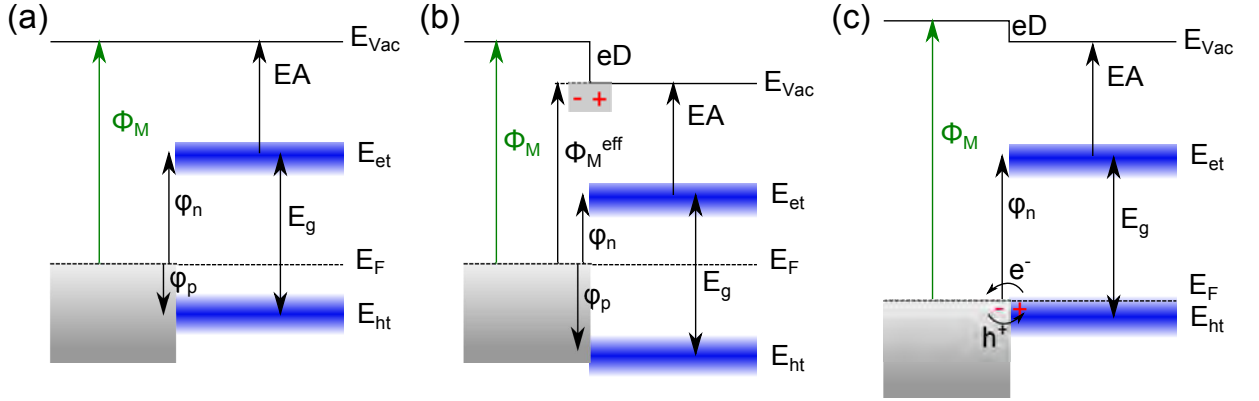 (a)
E_Vac
EA
Φ_M
E_et
φ_n
E_g
E_F
φ_p
E_ht
(b)
eD
E_Vac
- +
EA
Φ_M
Φ_M^eff
E_et
φ_n
E_F
E_g
φ_p
E_ht
(c)
eD
E_Vac
EA
Φ_M
E_et
φ_n
E_g
e⁻
E_F
- +
E_ht
h⁺